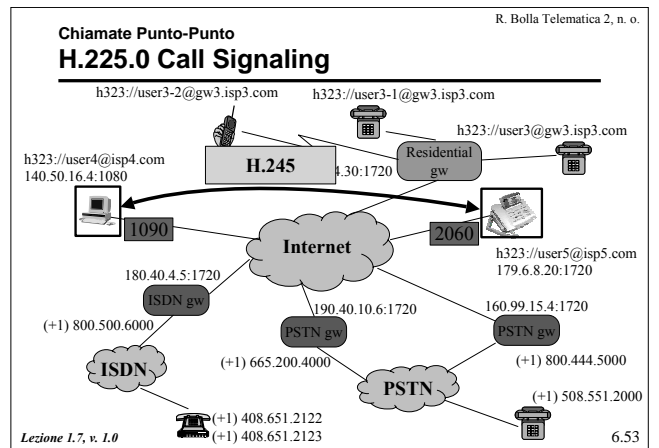 R. Bolla Telematica 2, n. o.
Chiamate Punto-Punto
H.225.0 Call Signaling
h323://user3-2@gw3.isp3.com
h323://user3-1@gw3.isp3.com
h323://user3@gw3.isp3.com
h323://user4@isp4.com
140.50.16.4:1080
H.245
4.30:1720
Residential
gw
1090
2060
Internet
h323://user5@isp5.com
179.6.8.20:1720
180.40.4.5:1720
ISDN gw
190.40.10.6:1720
PSTN gw
160.99.15.4:1720
PSTN gw
(+1) 800.500.6000
(+1) 665.200.4000
(+1) 800.444.5000
ISDN
PSTN
(+1) 508.551.2000
(+1) 408.651.2122
(+1) 408.651.2123
Lezione 1.7, v. 1.0
6.53